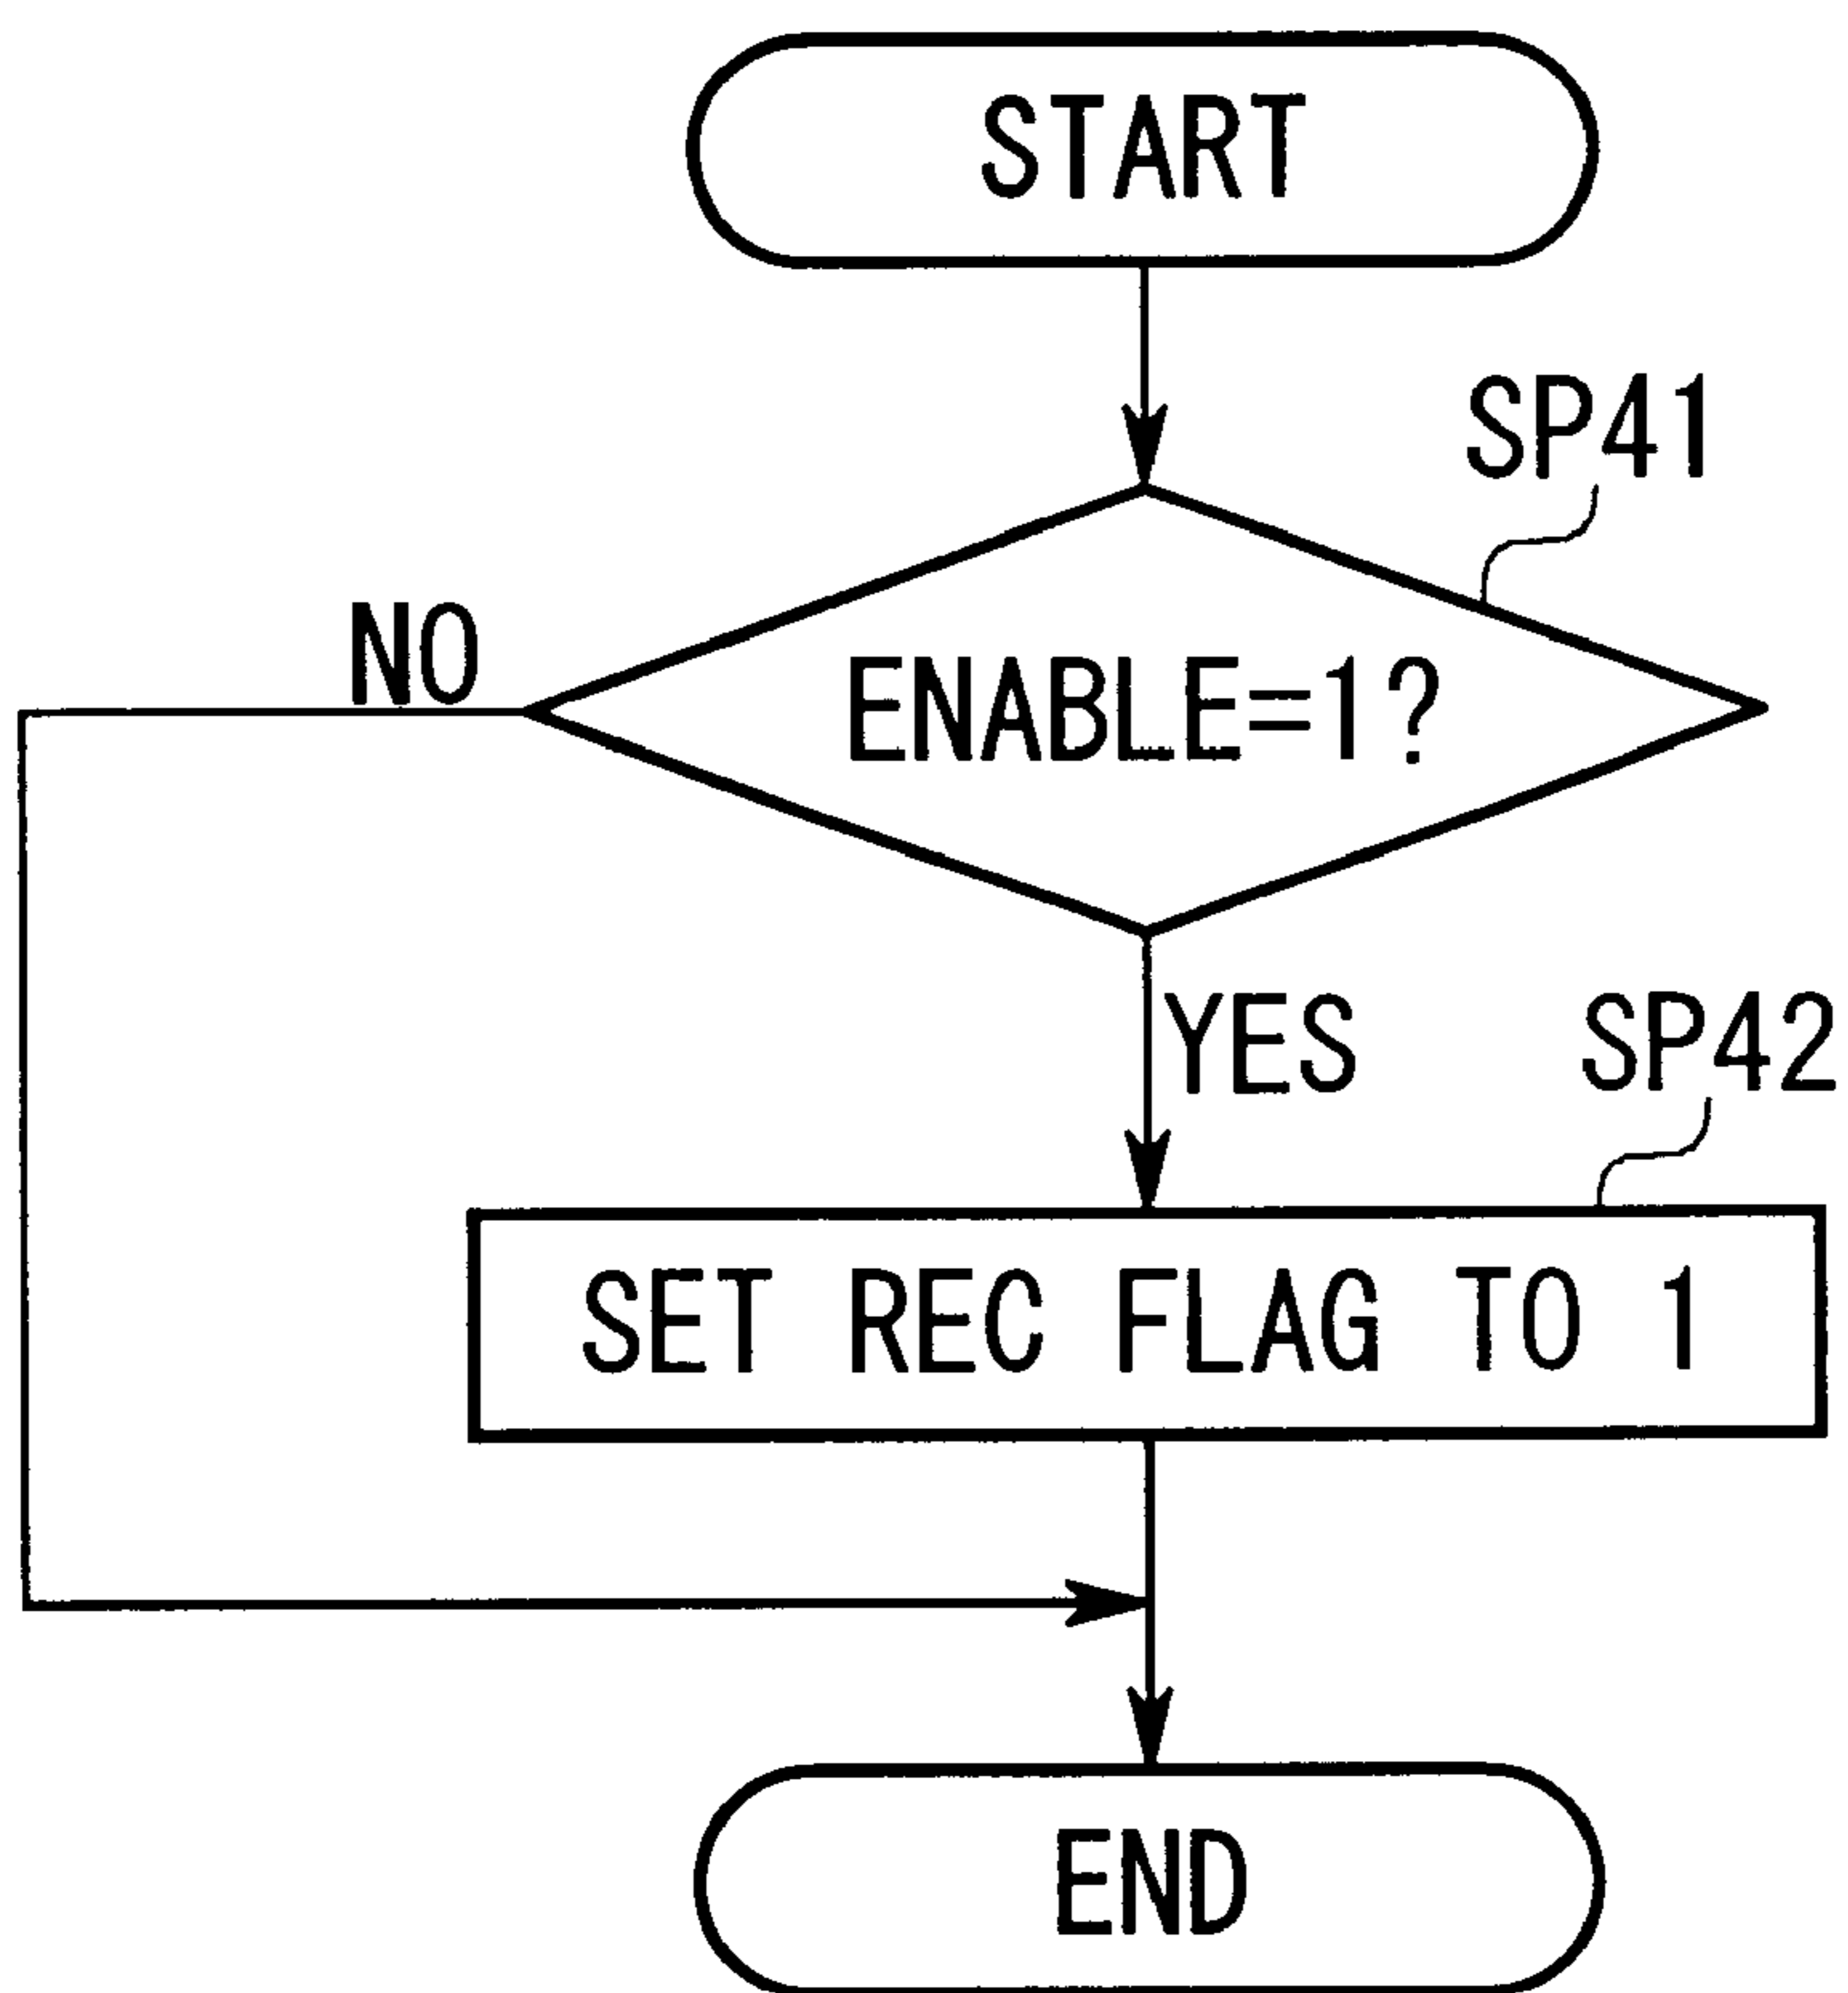 START
SP41
NO
ENABLE=1?
YES
SP42
SET REC FLAG TO 1
END